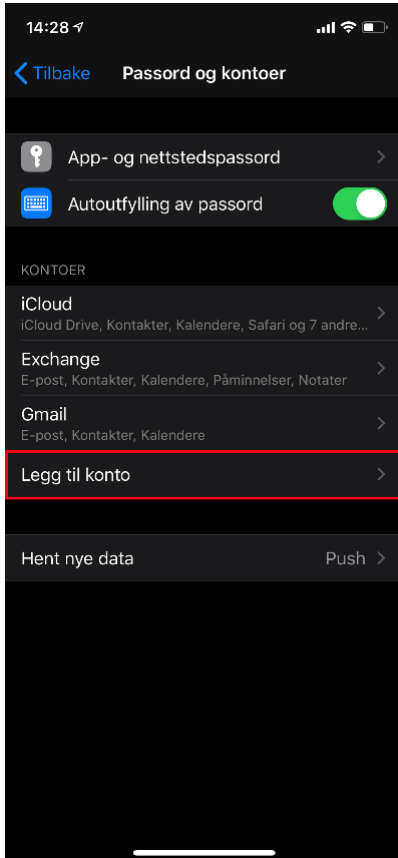 14:28
Tilbake Passord og kontoer
App- og nettstedspassord
Autoutfylling av passord
KONTOER
iCloud
iCloud Drive, Kontakter, Kalendere, Safari og 7 andre...
Exchange
E-post, Kontakter, Kalendere, Påminnelser, Notater
Gmail
E-post, Kontakter, Kalendere
Legg til konto
Hent nye data Push